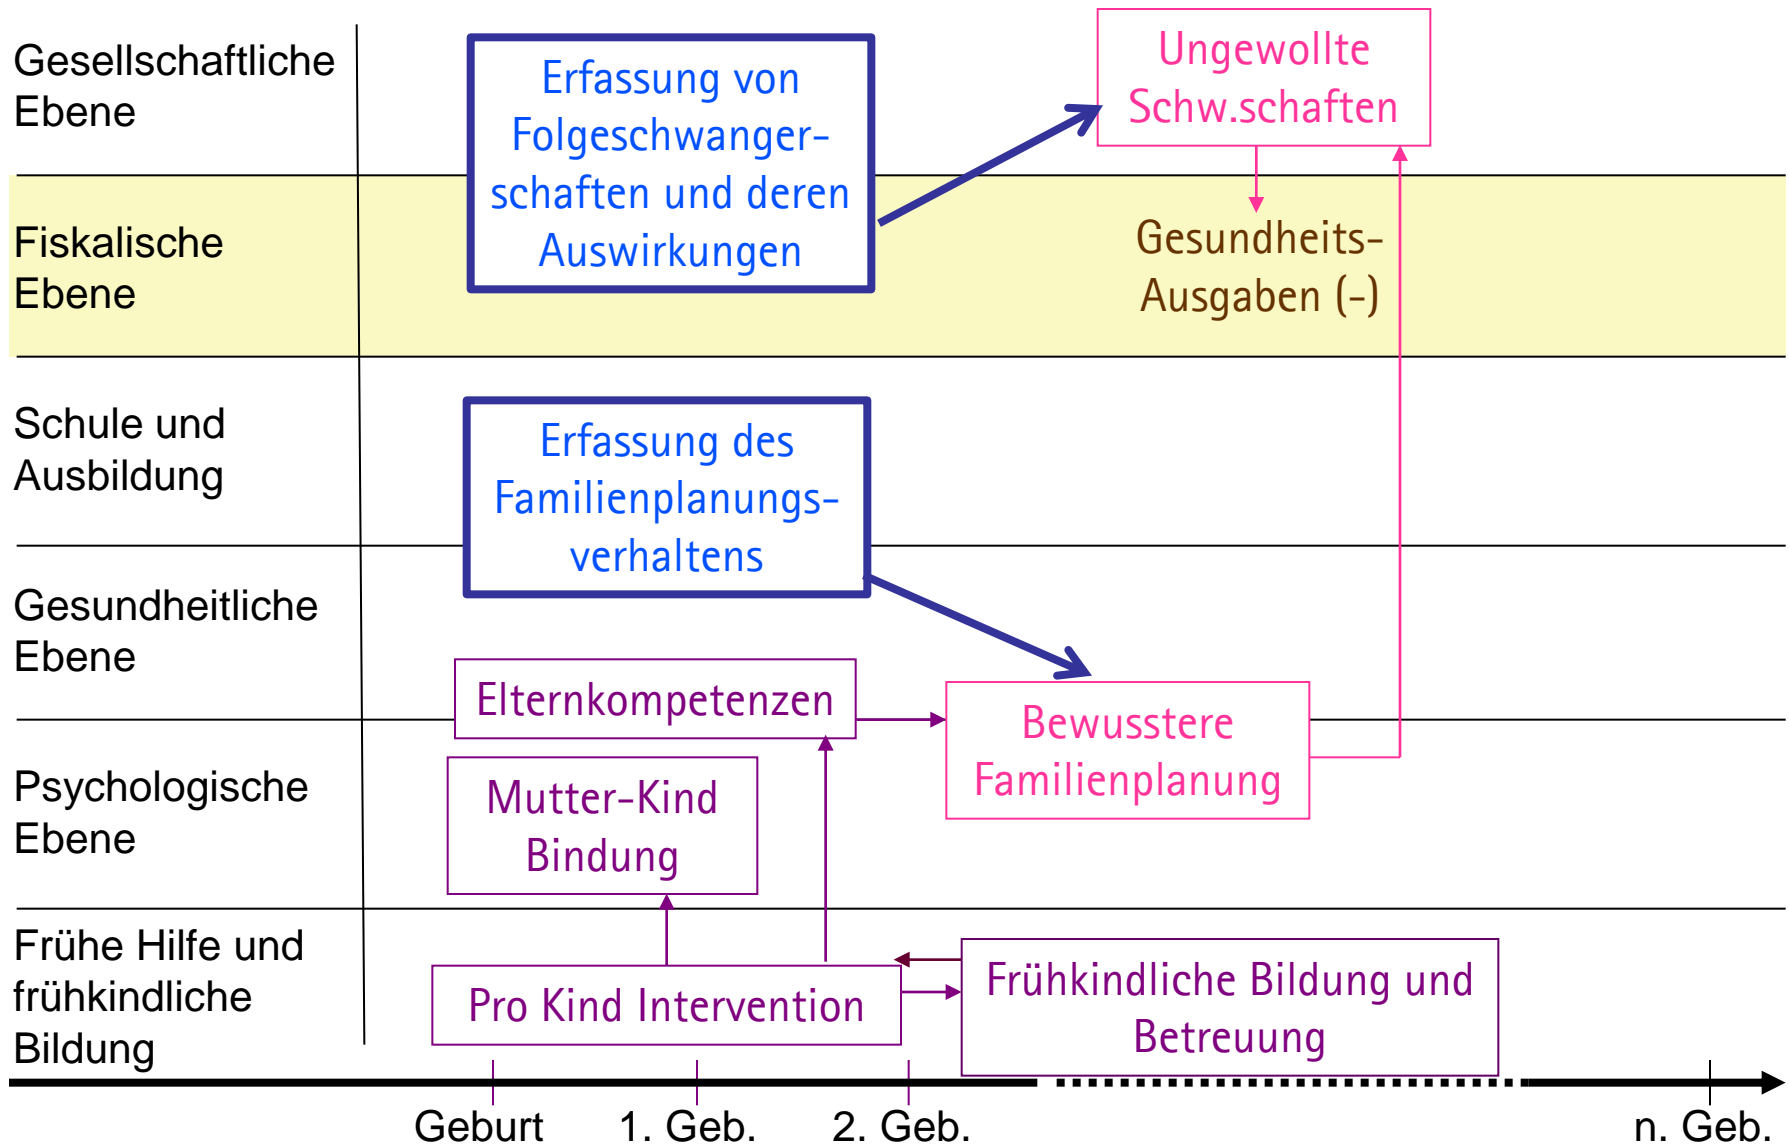 Gesellschaftliche
Ebene
Erfassung von
Folgeschwanger-
schaften und deren
Auswirkungen
Ungewollte
Schw.schaften
Fiskalische
Ebene
Gesundheits-
Ausgaben (-)
Schule und
Ausbildung
Erfassung des
Familienplanungs-
verhaltens
Gesundheitliche
Ebene
Elternkompetenzen
Bewusstere
Familienplanung
Psychologische
Ebene
Mutter-Kind
Bindung
Frühe Hilfe und
frühkindliche
Bildung
Pro Kind Intervention
Frühkindliche Bildung und
Betreuung
Geburt 1. Geb. 2. Geb. n. Geb.